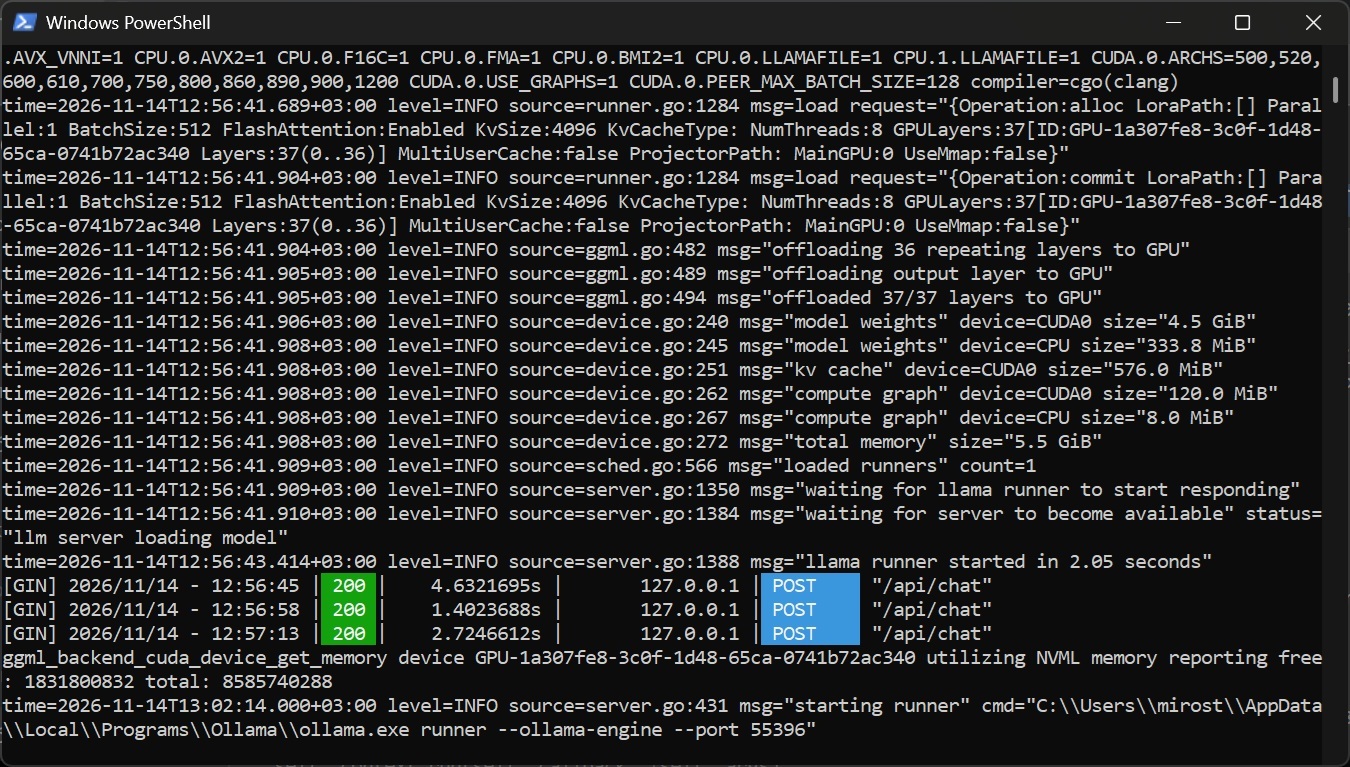 Windows PowerShell
.AVX_VNNI=1 CPU.0.AVX2=1 CPU.0.F16C=1 CPU.0.FMA=1 CPU.0.BMI2=1 CPU.0.LLAMAFILE=1 CPU.1.LLAMAFILE=1 CUDA.0.ARCHS=500,520,
600,610,700,750,800,860,890,900,1200 CUDA.0.USE_GRAPHS=1 CUDA.0.PEER_MAX_BATCH_SIZE=128 compiler=cgo(clang)
time=2026-11-14T12:56:41.689+03:00 level=INFO source=runner.go:1284 msg=load request="{Operation:alloc LoraPath:[] Paral
lel:1 BatchSize:512 FlashAttention:Enabled KvSize:4096 KvCacheType: NumThreads:8 GPULayers:37[ID:GPU-1a307fe8-3c0f-1d48-
65ca-0741b72ac340 Layers:37(0..36)] MultiUserCache:false ProjectorPath: MainGPU:0 UseMmap:false}"
time=2026-11-14T12:56:41.904+03:00 level=INFO source=runner.go:1284 msg=load request="{Operation:commit LoraPath:[] Para
llel:1 BatchSize:512 FlashAttention:Enabled KvSize:4096 KvCacheType: NumThreads:8 GPULayers:37[ID:GPU-1a307fe8-3c0f-1d48
-65ca-0741b72ac340 Layers:37(0..36)] MultiUserCache:false ProjectorPath: MainGPU:0 UseMmap:false}"
time=2026-11-14T12:56:41.904+03:00 level=INFO source=ggml.go:482 msg="offloading 36 repeating layers to GPU"
time=2026-11-14T12:56:41.905+03:00 level=INFO source=ggml.go:489 msg="offloading output layer to GPU"
time=2026-11-14T12:56:41.905+03:00 level=INFO source=ggml.go:494 msg="offloaded 37/37 layers to GPU"
time=2026-11-14T12:56:41.906+03:00 level=INFO source=device.go:240 msg="model weights" device=CUDA0 size="4.5 GiB"
time=2026-11-14T12:56:41.908+03:00 level=INFO source=device.go:245 msg="model weights" device=CPU size="333.8 MiB"
time=2026-11-14T12:56:41.908+03:00 level=INFO source=device.go:251 msg="kv cache" device=CUDA0 size="576.0 MiB"
time=2026-11-14T12:56:41.908+03:00 level=INFO source=device.go:262 msg="compute graph" device=CUDA0 size="120.0 MiB"
time=2026-11-14T12:56:41.908+03:00 level=INFO source=device.go:267 msg="compute graph" device=CPU size="8.0 MiB"
time=2026-11-14T12:56:41.908+03:00 level=INFO source=device.go:272 msg="total memory" size="5.5 GiB"
time=2026-11-14T12:56:41.909+03:00 level=INFO source=sched.go:566 msg="loaded runners" count=1
time=2026-11-14T12:56:41.909+03:00 level=INFO source=server.go:1350 msg="waiting for llama runner to start responding"
time=2026-11-14T12:56:41.910+03:00 level=INFO source=server.go:1384 msg="waiting for server to become available" status=
"llm server loading model"
time=2026-11-14T12:56:43.414+03:00 level=INFO source=server.go:1388 msg="llama runner started in 2.05 seconds"
[GIN] 2026/11/14 - 12:56:45 | 200 | 4.6321695s | 127.0.0.1 | POST "/api/chat"
[GIN] 2026/11/14 - 12:56:58 | 200 | 1.4023688s | 127.0.0.1 | POST "/api/chat"
[GIN] 2026/11/14 - 12:57:13 | 200 | 2.7246612s | 127.0.0.1 | POST "/api/chat"
ggml_backend_cuda_device_get_memory device GPU-1a307fe8-3c0f-1d48-65ca-0741b72ac340 utilizing NVML memory reporting free
: 1831800832 total: 8585740288
time=2026-11-14T13:02:14.000+03:00 level=INFO source=server.go:431 msg="starting runner" cmd="C:\\Users\\mirost\\AppData
\\Local\\Programs\\Ollama\\ollama.exe runner --ollama-engine --port 55396"